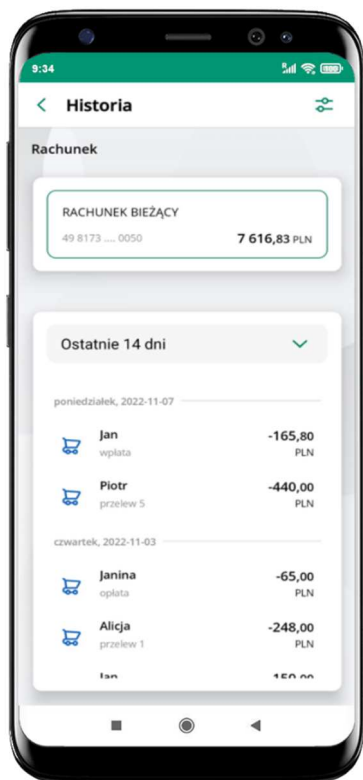 9:34
Historia
Rachunek
RACHUNEK BIEŻĄCY
49 8173 .... 0050 7 616,83 PLN
Ostatnie 14 dni
poniedziałek, 2022-11-07
Jan -165,80
wpłata PLN
Piotr -440,00
przelew 5 PLN
czwartek, 2022-11-03
Janina -65,00
opłata PLN
Alicja -248,00
przelew 1 PLN